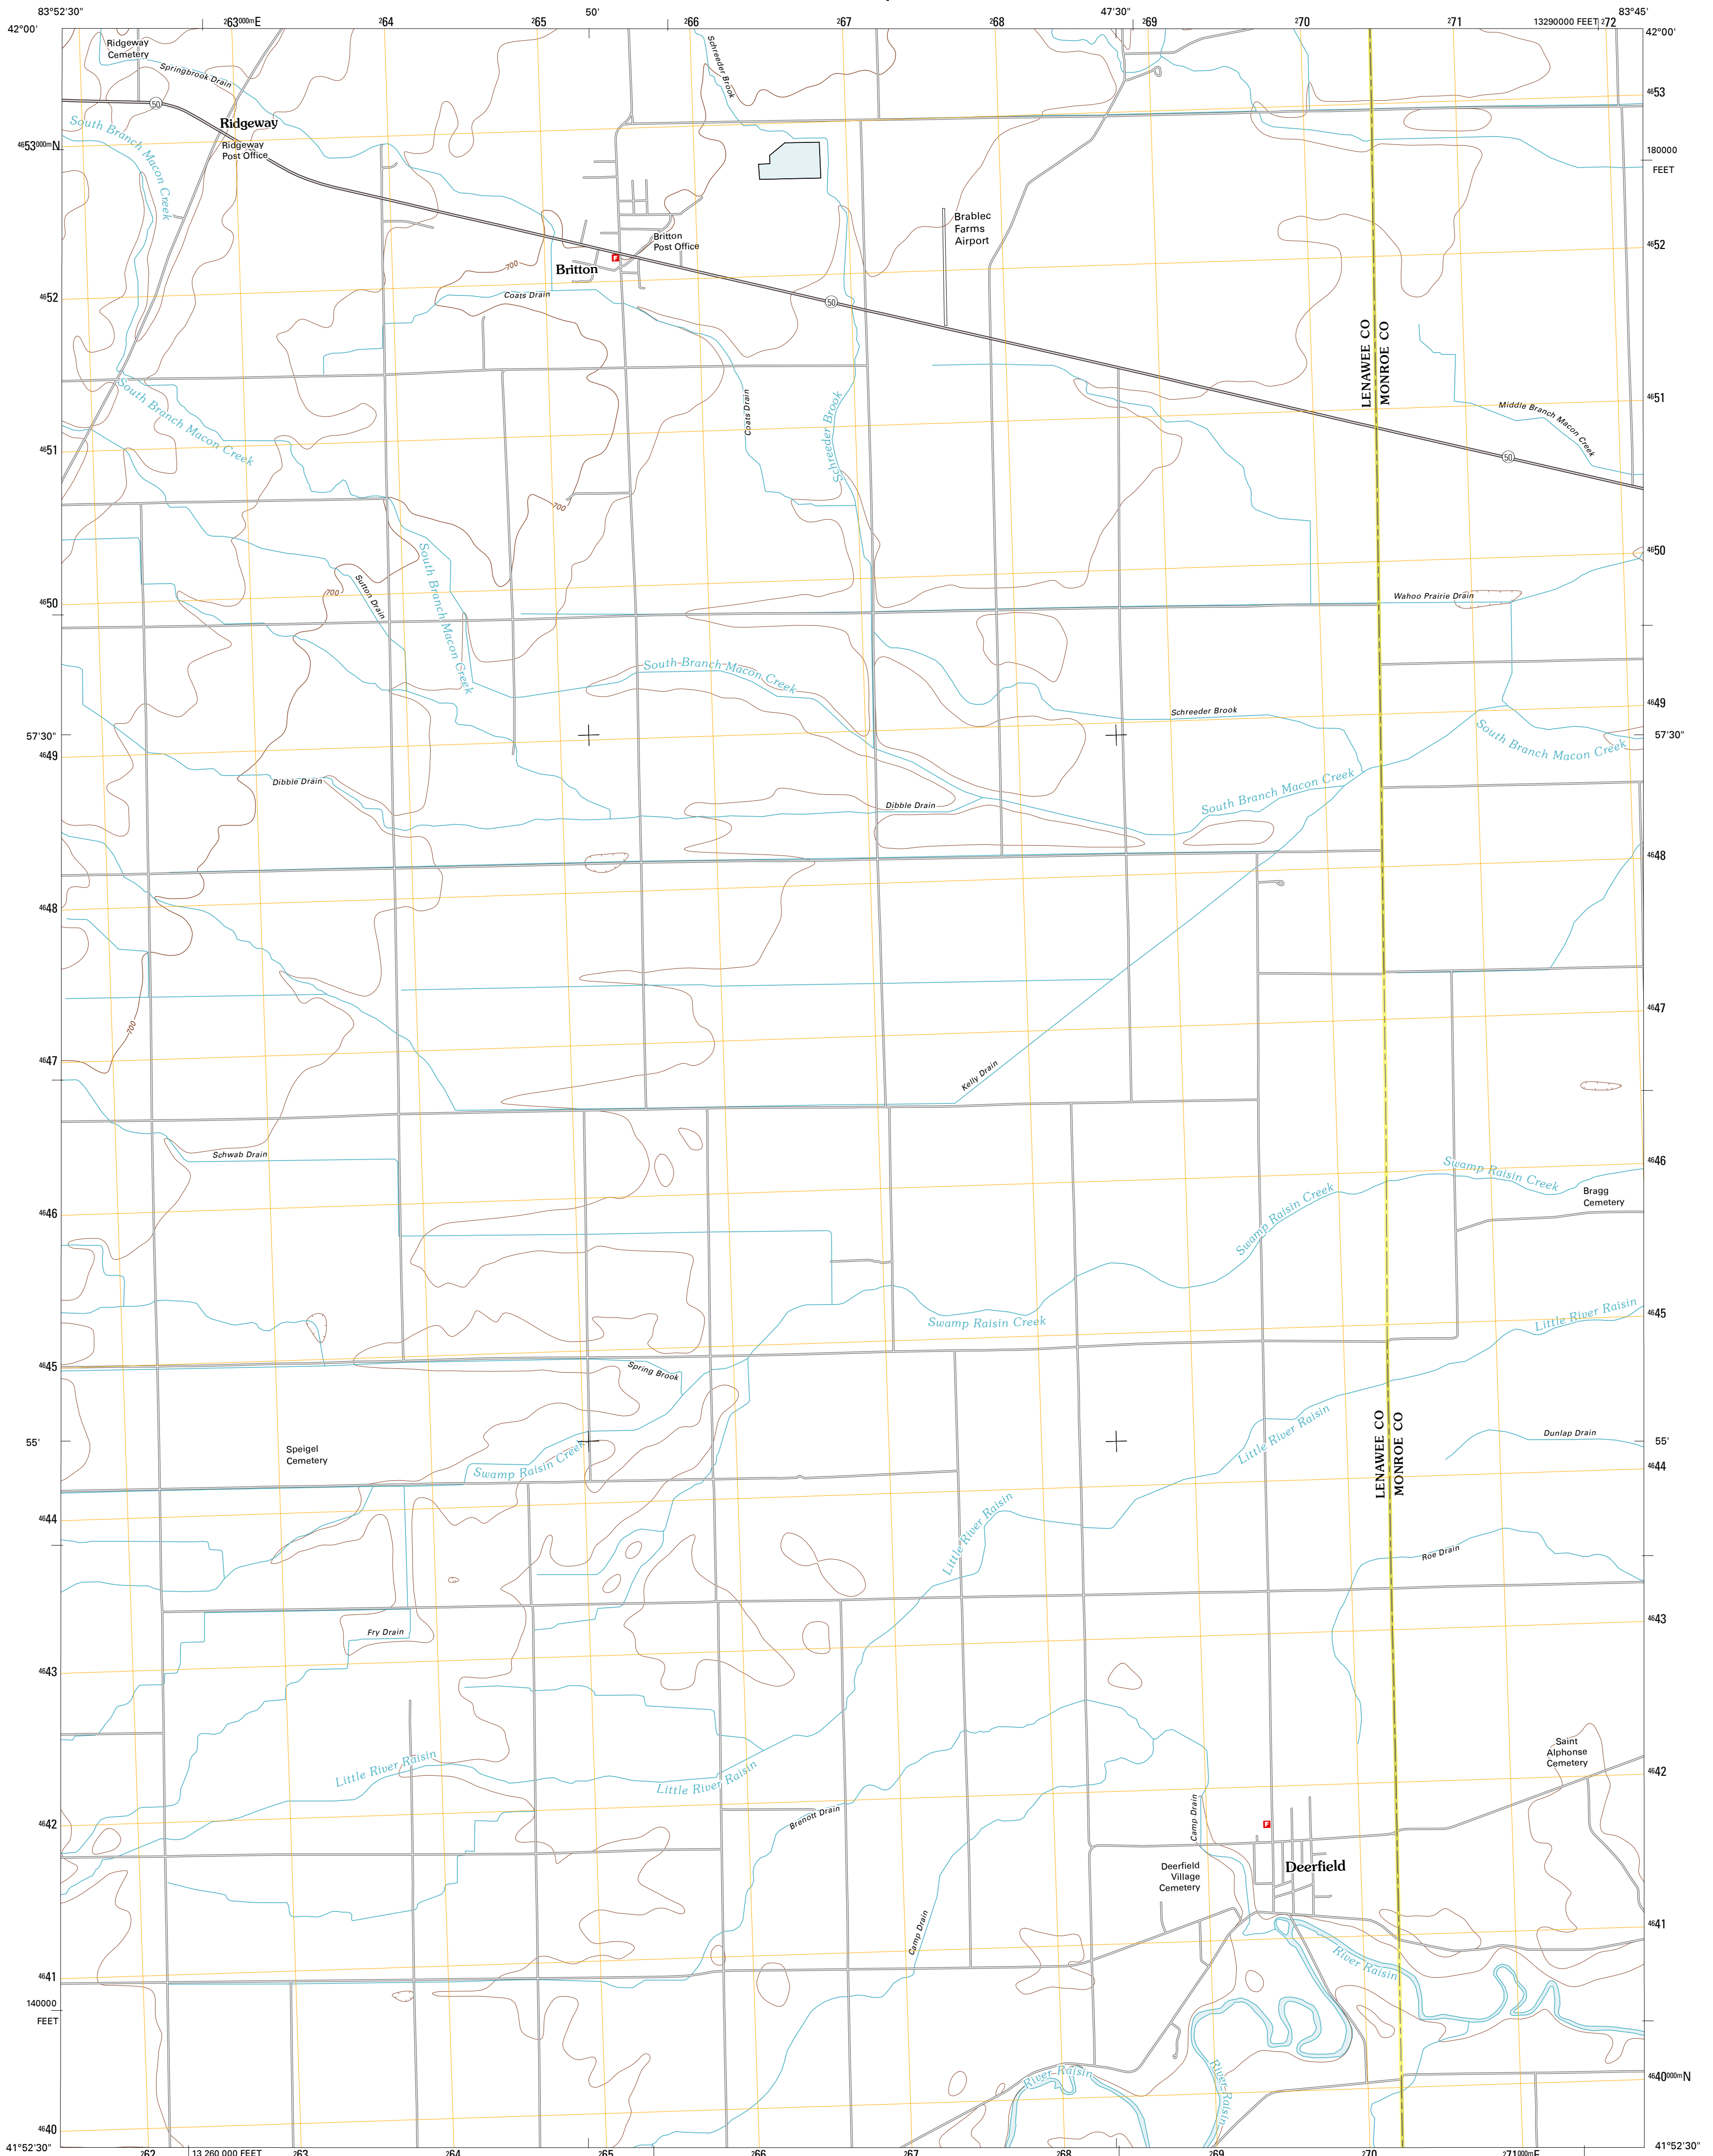 83°52'30"
²63⁰⁰⁰ᵐE
²64
²65
50'
²66
²67
²68
47'30"
²69
²70
²71
13290000 FEET
²72
83°45'
42°00'
42°00'
Ridgeway
Cemetery
Springbrook Drain
Schreeder Brook
⁴⁶53
50
South Branch Macon Creek
Ridgeway
Ridgeway
Post Office
⁴⁶53⁰⁰⁰ᵐN
180000
FEET
Brablec
Farms
Airport
Britton
Post Office
F
Britton
700
⁴⁶52
⁴⁶52
Coats Drain
50
LENAWEE CO
MONROE CO
South Branch Macon Creek
Coats Drain
Schreeder Brook
Middle Branch Macon Creek
⁴⁶51
⁴⁶51
50
700
South Branch Macon Creek
⁴⁶50
⁴⁶50
700
Sutton Drain
Wahoo Prairie Drain
South Branch Macon Creek
⁴⁶49
Schreeder Brook
South Branch Macon Creek
57'30"
57'30"
⁴⁶49
Dibble Drain
Dibble Drain
South Branch Macon Creek
⁴⁶48
⁴⁶48
700
⁴⁶47
⁴⁶47
Kelly Drain
Schwab Drain
⁴⁶46
Swamp Raisin Creek
Bragg
Cemetery
⁴⁶46
Swamp Raisin Creek
Swamp Raisin Creek
Little River Raisin
⁴⁶45
⁴⁶45
Spring Brook
LENAWEE CO
MONROE CO
Little River Raisin
Dunlap Drain
55'
55'
Speigel
Cemetery
Swamp Raisin Creek
⁴⁶44
⁴⁶44
Little River Raisin
Roe Drain
Fry Drain
⁴⁶43
⁴⁶43
Saint
Alphonse
Cemetery
Little River Raisin
Little River Raisin
⁴⁶42
⁴⁶42
Brenott Drain
Camp Drain
F
Deerfield
Deerfield
Village
Cemetery
Camp Drain
⁴⁶41
⁴⁶41
River Raisin
140000
FEET
River Raisin
River Raisin
⁴⁶40⁰⁰⁰ᵐN
⁴⁶40
41°52'30"
41°52'30"
²62
13 260 000 FEET
²63
²64
²65
²66
²67
²68
²69
²70
²71⁰⁰⁰ᵐE